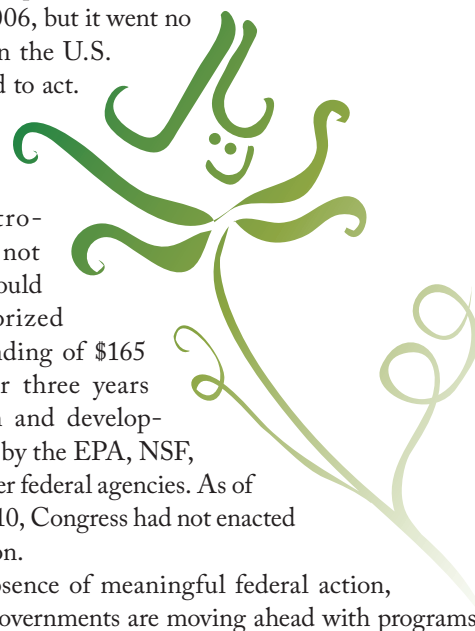 006, but it went no
n the U.S.
d to act.
tro-
not
ould
orized
nding of $165
r three years
n and develop-
by the EPA, NSF,
er federal agencies. As of
10, Congress had not enacted
on.
bsence of meaningful federal action,
overnments are moving ahead with programs